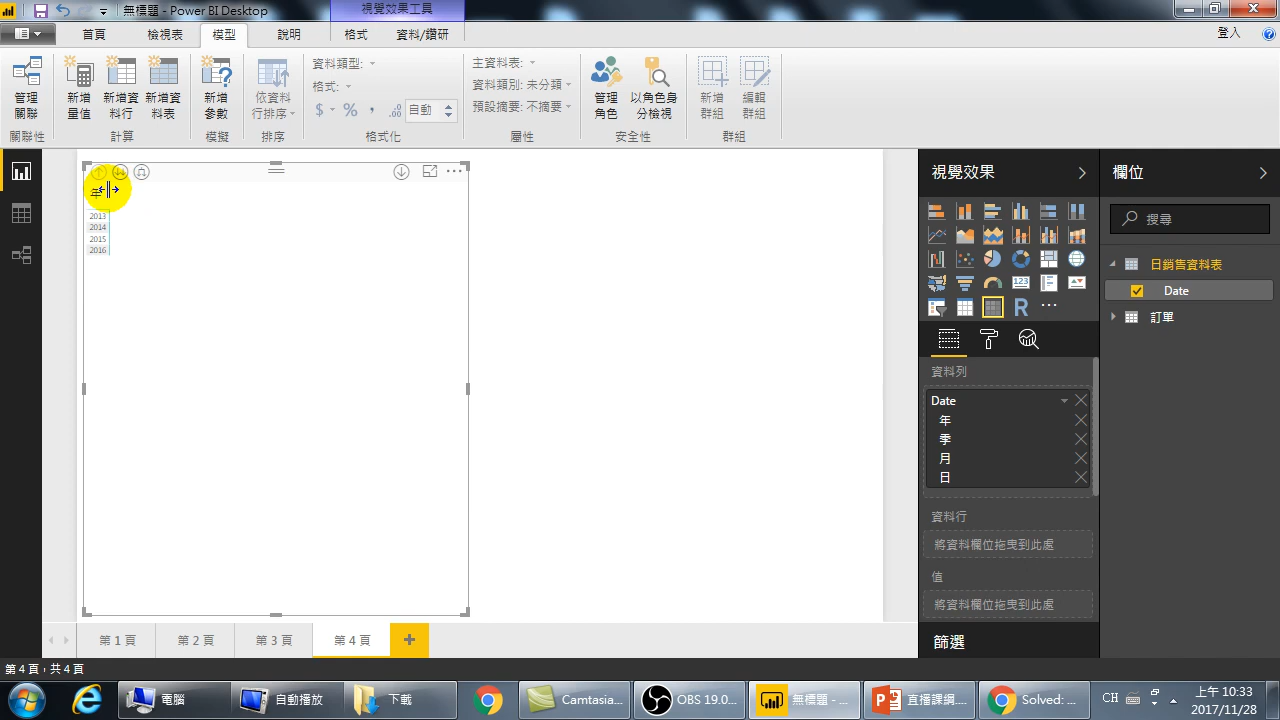 無標題 - Power BI Desktop
視覺效果工具
首頁
檢視表
模型
說明
格式
資料/鑽研
登入
管理
關聯
關聯性
新增
量值
新增資
料行
新增資
料表
計算
新增
參數
模擬
依資料
行排序
排序
資料類型:
格式:
$ % , .00 自動
格式化
主資料表:
資料類別: 未分類
預設摘要: 不摘要
屬性
管理
角色
以角色身
分檢視
安全性
新增
群組
編輯
群組
群組
年
2013
2014
2015
2016
視覺效果
123
R
資料列
Date
年
季
月
日
資料行
將資料欄位拖曳到此處
值
將資料欄位拖曳到此處
篩選
欄位
搜尋
日銷售資料表
Date
訂單
第 1 頁
第 2 頁
第 3 頁
第 4 頁
第 4 頁，共 4 頁
電腦
自動播放
下載
Camtasia...
OBS 19.0...
無標題 - ...
直播課綱....
Solved: ...
CH
上午 10:33
2017/11/28